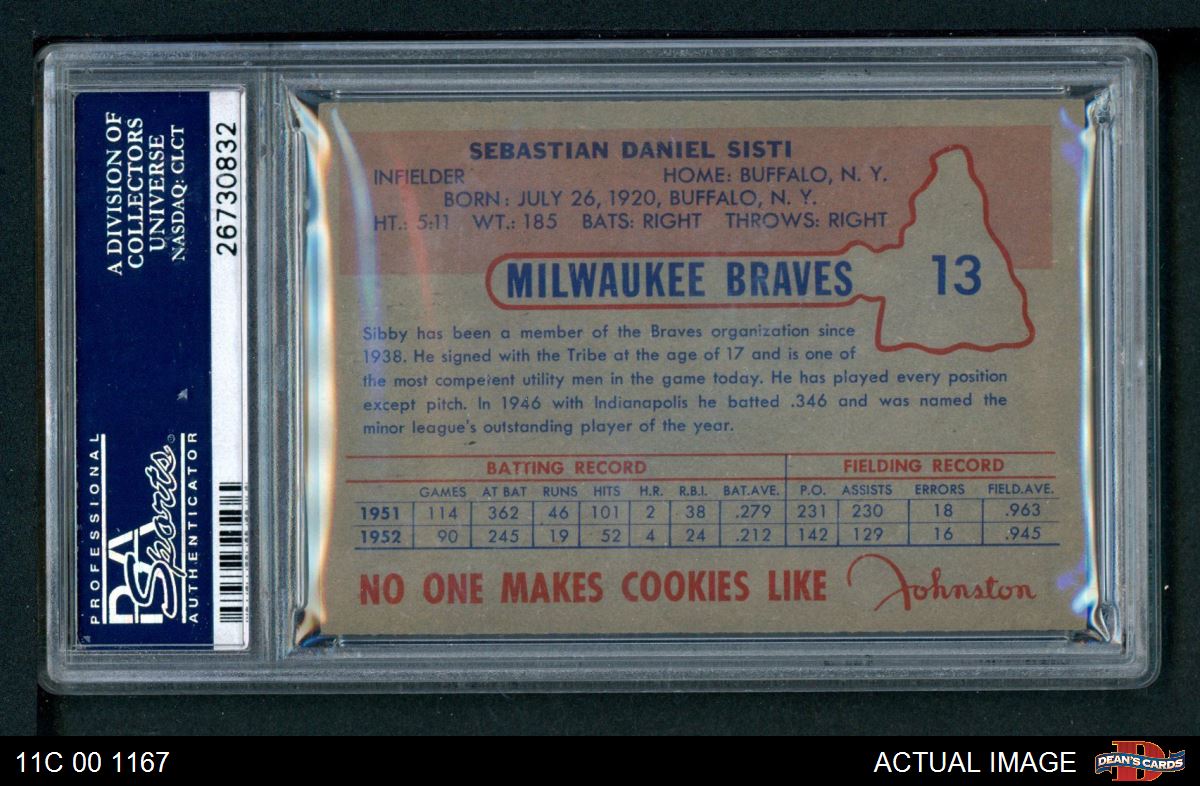 A DIVISION OF
COLLECTORS
UNIVERSE
NASDAQ: CLCT
26730832
PROFESSIONAL
PSA
Sports
AUTHENTICATOR
SEBASTIAN DANIEL SISTI
INFIELDER HOME: BUFFALO, N. Y.
BORN: JULY 26, 1920, BUFFALO, N. Y.
HT.: 5:11 WT.: 185 BATS: RIGHT THROWS: RIGHT
MILWAUKEE BRAVES 13
Sibby has been a member of the Braves organization since
1938. He signed with the Tribe at the age of 17 and is one of
the most competent utility men in the game today. He has played every position
except pitch. In 1946 with Indianapolis he batted .346 and was named the
minor league's outstanding player of the year.
BATTING RECORD FIELDING RECORD
GAMES AT BAT RUNS HITS H.R. R.B.I. BAT.AVE. P.O. ASSISTS ERRORS FIELD.AVE.
1951 114 362 46 101 2 38 .279 231 230 18 .963
1952 90 245 19 52 4 24 .212 142 129 16 .945
NO ONE MAKES COOKIES LIKE Johnston
11C 00 1167 ACTUAL IMAGE DEAN'S CARDS